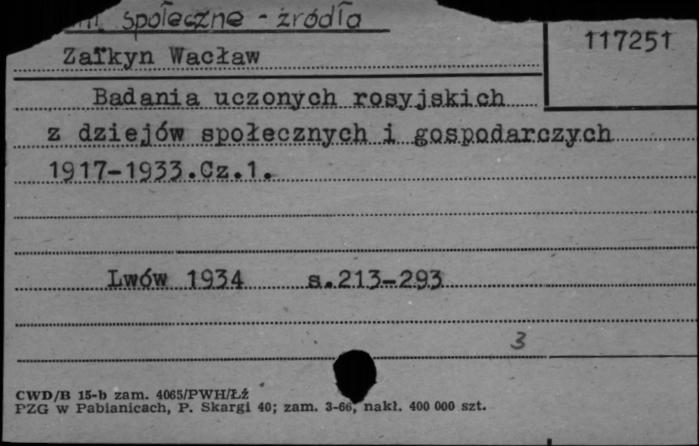 społeczne - źródła
117251
Załkyn Wacław
Badania uczonych rosyjskich
z dziejów społecznych i gospodarczych
1917-1933.Cz.1.
Lwów 1934 s.213-293
3
CWD/B 15-b zam. 4065/PWH/Łź
PZG w Pabianicach, P. Skargi 40; zam. 3-66, nakł. 400 000 szt.